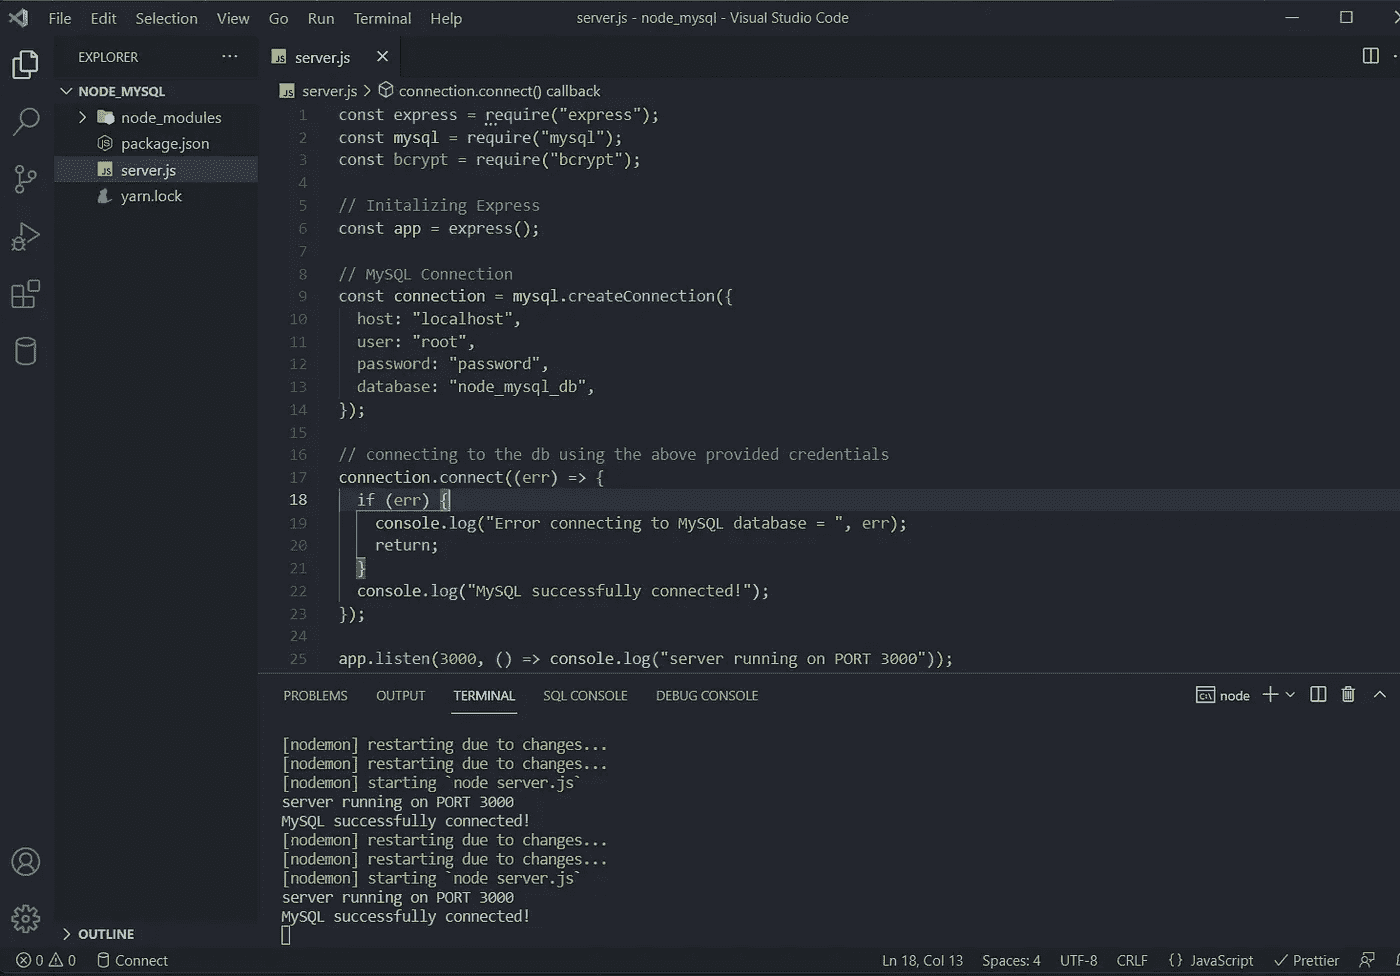 File Edit Selection View Go Run Terminal Help server.js - node_mysql - Visual Studio Code
EXPLORER ···
NODE_MYSQL
node_modules
package.json
server.js
yarn.lock
OUTLINE
server.js
server.js > connection.connect() callback
1 const express = require("express");
2 const mysql = require("mysql");
3 const bcrypt = require("bcrypt");
4
5 // Initalizing Express
6 const app = express();
7
8 // MySQL Connection
9 const connection = mysql.createConnection({
10 host: "localhost",
11 user: "root",
12 password: "password",
13 database: "node_mysql_db",
14 });
15
16 // connecting to the db using the above provided credentials
17 connection.connect((err) => {
18 if (err) {
19 console.log("Error connecting to MySQL database = ", err);
20 return;
21 }
22 console.log("MySQL successfully connected!");
23 });
24
25 app.listen(3000, () => console.log("server running on PORT 3000"));
PROBLEMS OUTPUT TERMINAL SQL CONSOLE DEBUG CONSOLE node
[nodemon] restarting due to changes...
[nodemon] restarting due to changes...
[nodemon] starting `node server.js`
server running on PORT 3000
MySQL successfully connected!
[nodemon] restarting due to changes...
[nodemon] restarting due to changes...
[nodemon] starting `node server.js`
server running on PORT 3000
MySQL successfully connected!
0 0 Connect Ln 18, Col 13 Spaces: 4 UTF-8 CRLF {} JavaScript Prettier